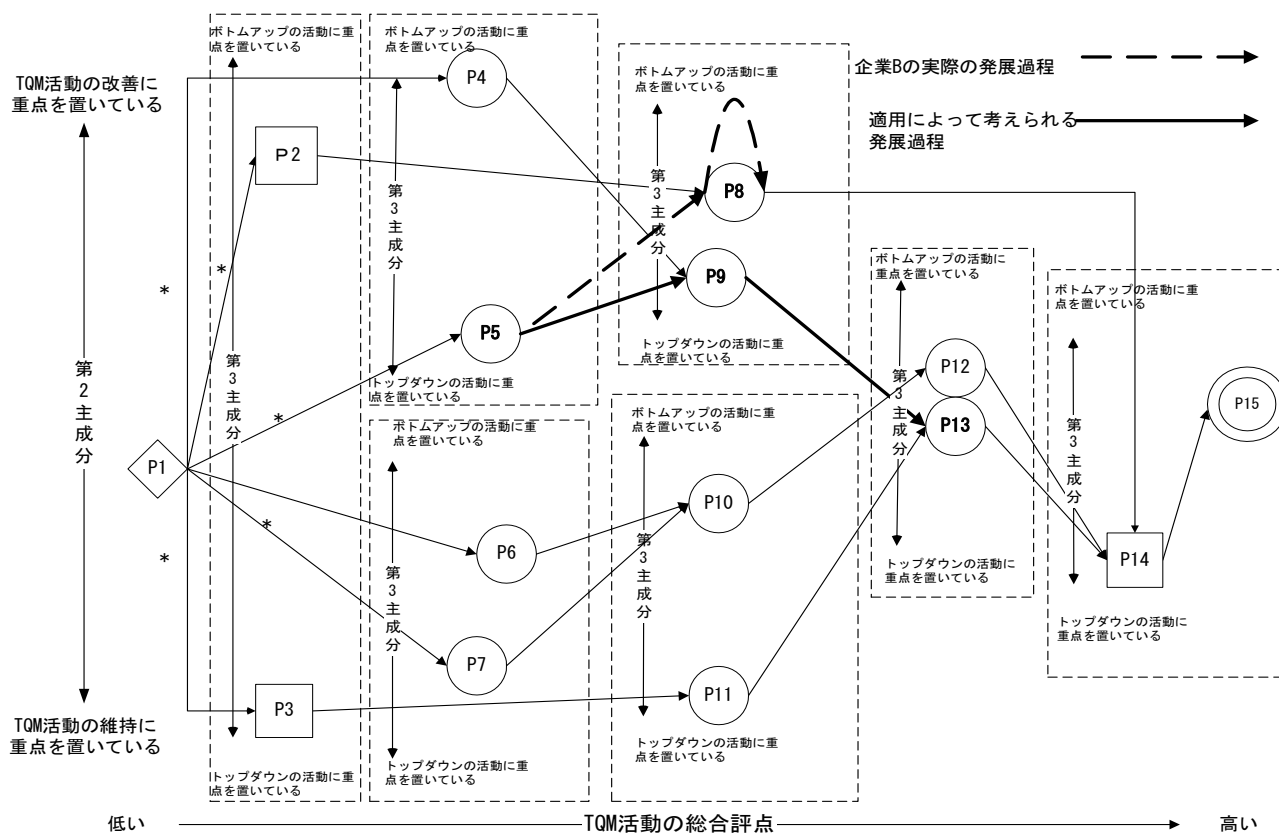 ボトムアップの活動に重
点を置いている
ボトムアップの活動に重
点を置いている
ボトムアップの活動に重
点を置いている
企業Bの実際の発展過程
適用によって考えられる
発展過程
TQM活動の改善に
重点を置いている
P4
P2
P8
第3主成分
第3主成分
*
*
P9
ボトムアップの活動に
重点を置いている
ボトムアップの活動に重
点を置いている
P5
トップダウンの活動に重
点を置いている
第2主成分
第3主成分
トップダウンの活動に重
点を置いている
*
P12
第3主成分
P13
P15
ボトムアップの活動に重
点を置いている
ボトムアップの活動に重
点を置いている
第3主成分
P1
*
P10
*
P6
第3主成分
第3主成分
P14
トップダウンの活動に
重点を置いている
トップダウンの活動に
重点を置いている
P7
P11
P3
TQM活動の維持に
重点を置いている
トップダウンの活動に重
点を置いている
トップダウンの活動に重
点を置いている
トップダウンの活動に重
点を置いている
低い
TQM活動の総合評点
高い